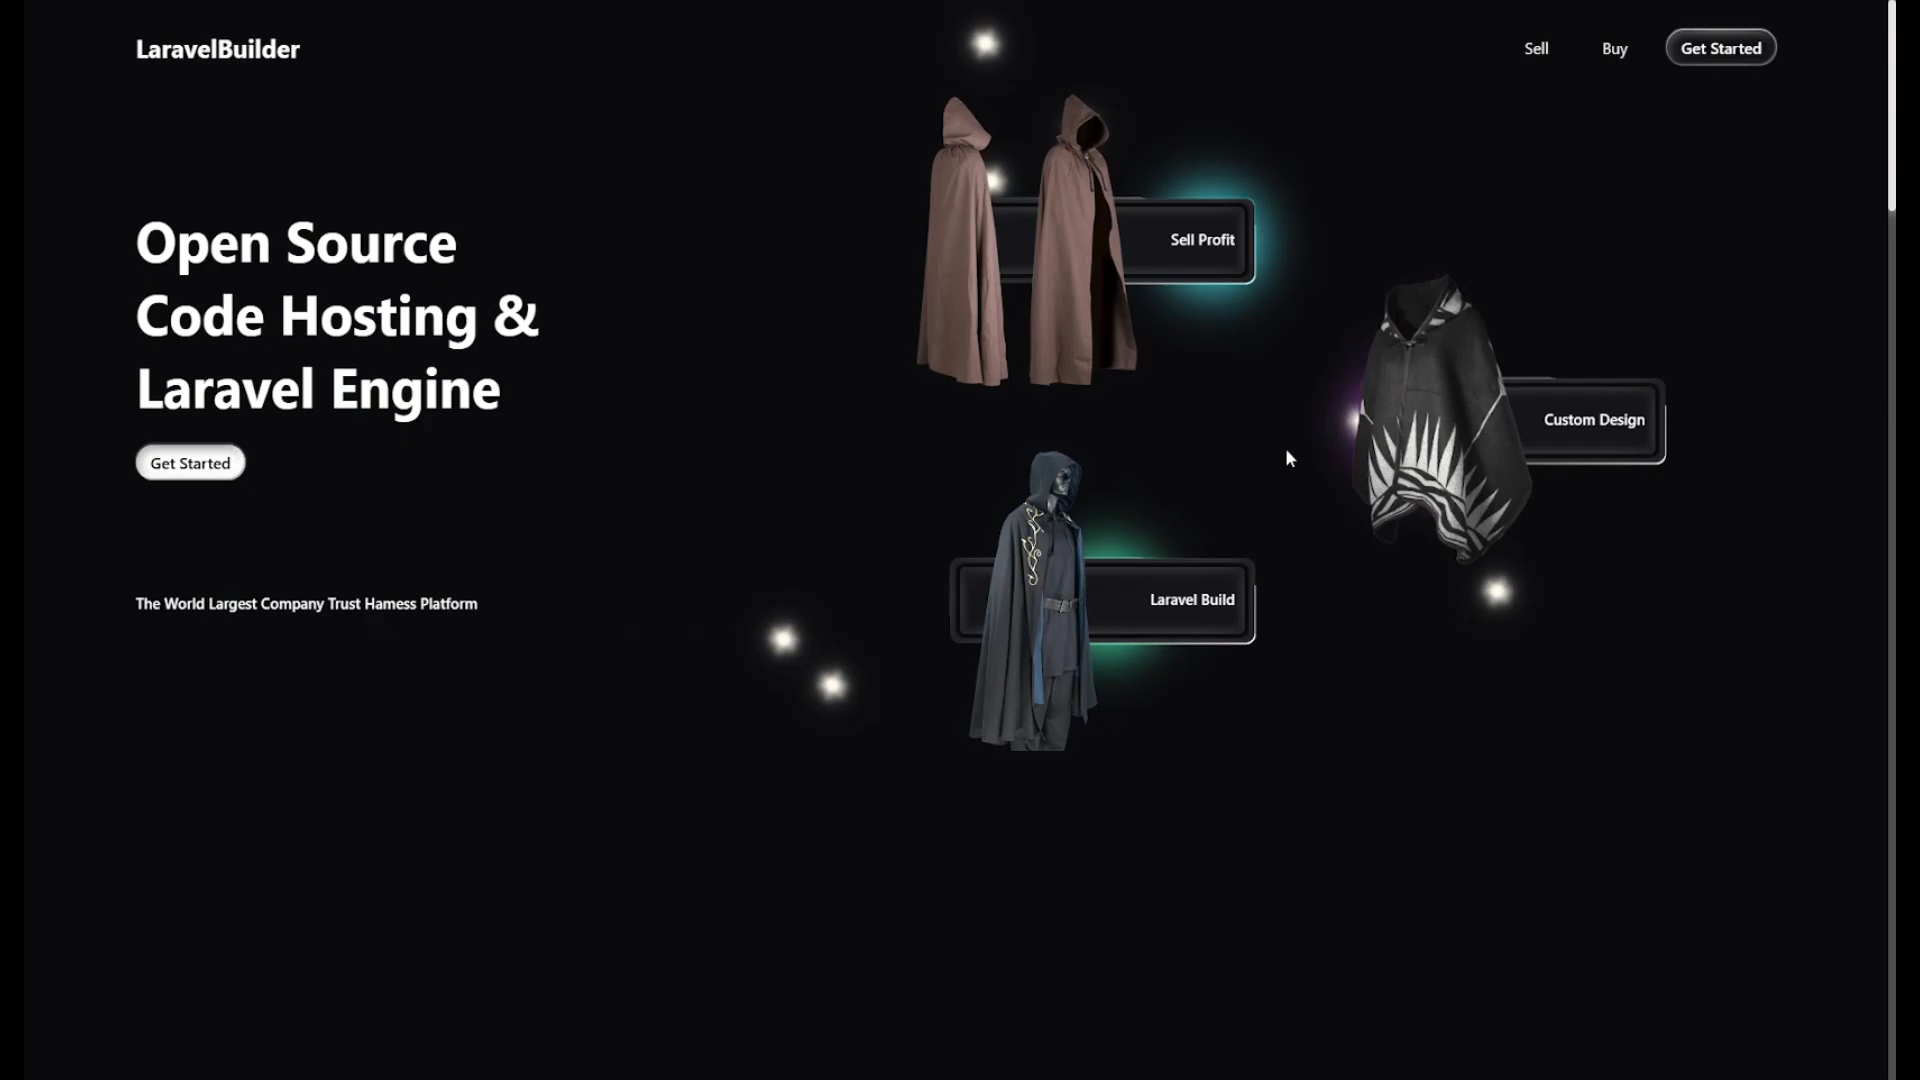 LaravelBuilder
Sell
Buy
Get Started
Open Source
Code Hosting &
Laravel Engine
Get Started
The World Largest Company Trust Hamess Platform
Sell Profit
Custom Design
Laravel Build